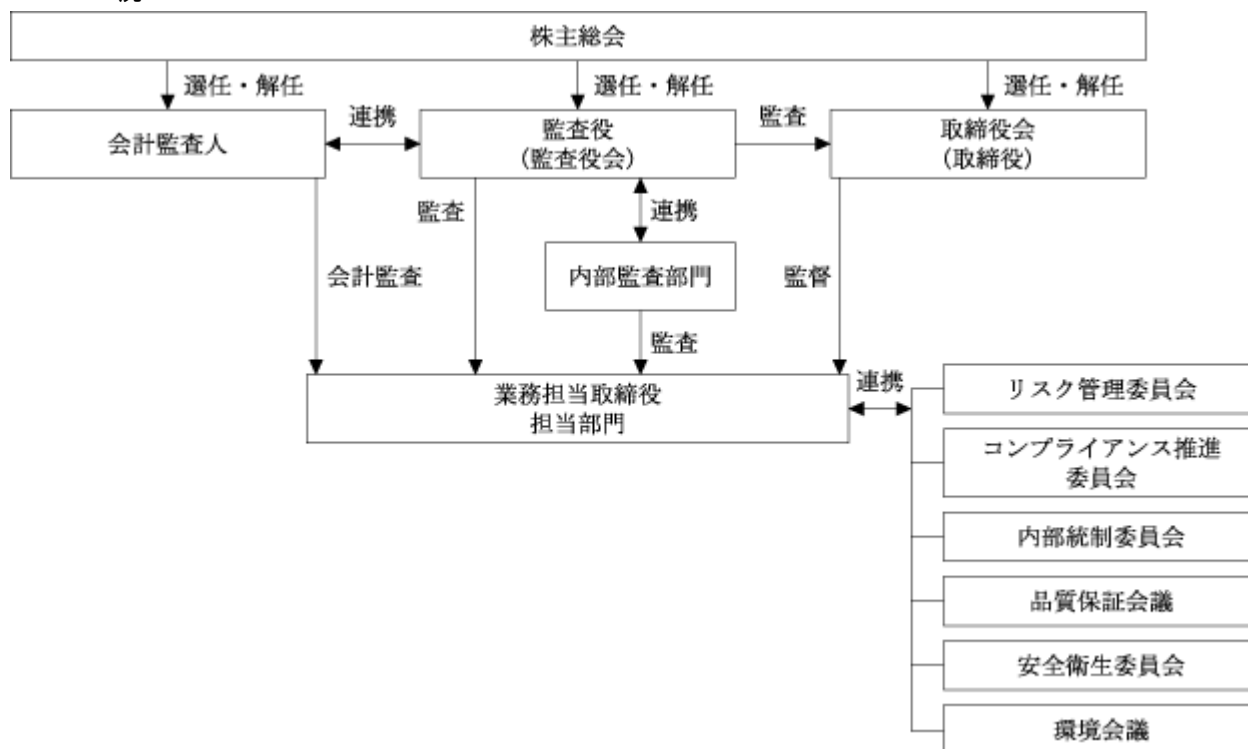 株主総会
選任・解任
選任・解任
選任・解任
会計監査人
連携
監査役
(監査役会)
監査
取締役会
(取締役)
監査
連携
会計監査
内部監査部門
監督
監査
業務担当取締役
担当部門
連携
リスク管理委員会
コンプライアンス推進
委員会
内部統制委員会
品質保証会議
安全衛生委員会
環境会議